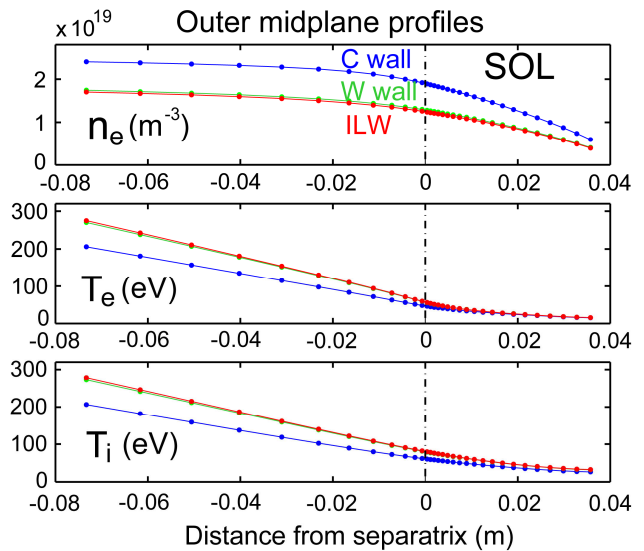 Outer midplane profiles
x 10^19
C wall
SOL
W wall
ILW
n_e (m^-3)
2
1
0
-0.08 -0.06 -0.04 -0.02 0 0.02 0.04
300
200
100
0
T_e (eV)
-0.08 -0.06 -0.04 -0.02 0 0.02 0.04
300
200
100
0
T_i (eV)
-0.08 -0.06 -0.04 -0.02 0 0.02 0.04
Distance from separatrix (m)